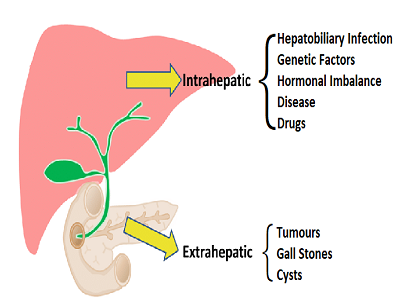 Intrahepatic
Hepatobiliary Infection
Genetic Factors
Hormonal Imbalance
Disease
Drugs
Extrahepatic
Tumours
Gall Stones
Cysts